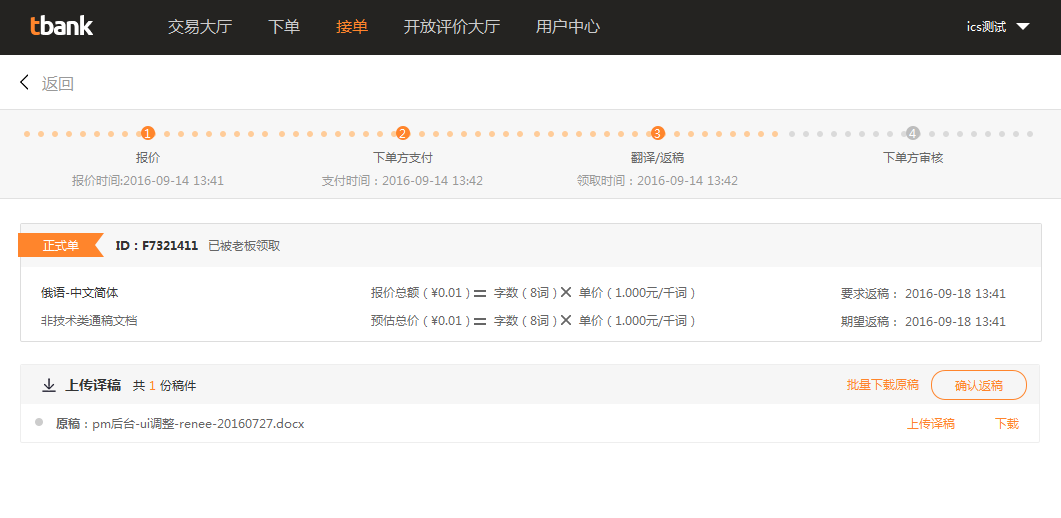 tbank 交易大厅 下单 接单 开放评价大厅 用户中心 ics测试
返回
1 2 3 4
报价 下单方支付 翻译/返稿 下单方审核
报价时间:2016-09-14 13:41 支付时间：2016-09-14 13:42 领取时间：2016-09-14 13:42
正式单 ID：F7321411 已被老板领取
俄语-中文简体 报价总额（¥0.01）= 字数（8词）× 单价（1.000元/千词） 要求返稿： 2016-09-18 13:41
非技术类通稿文档 预估总价（¥0.01）= 字数（8词）× 单价（1.000元/千词） 期望返稿： 2016-09-18 13:41
上传译稿 共 1 份稿件 批量下载原稿 确认返稿
原稿：pm后台-ui调整-renee-20160727.docx 上传译稿 下载